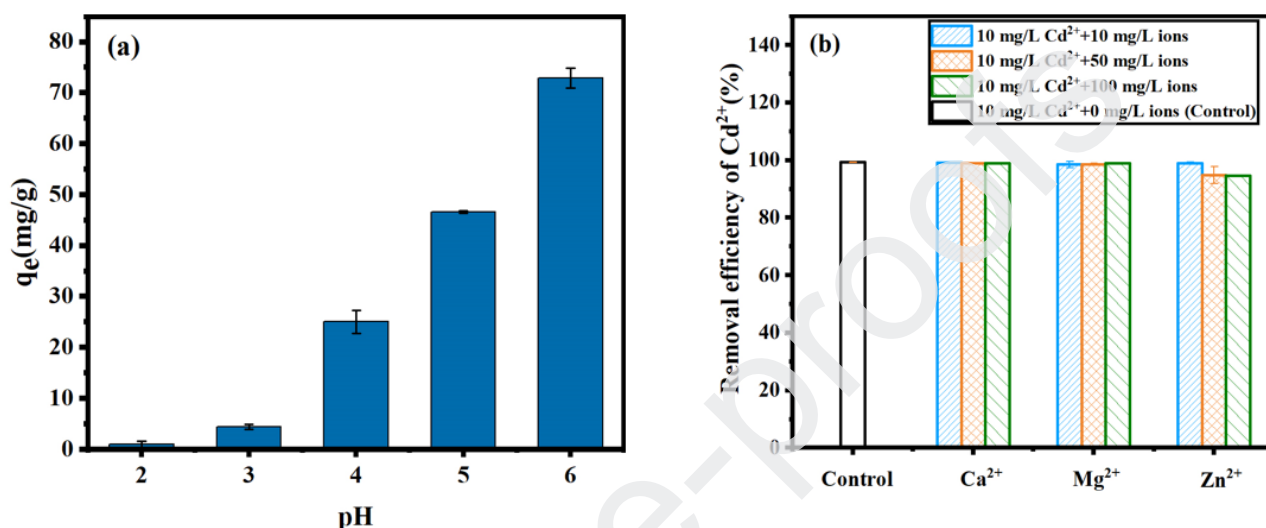 (a)
80
70
60
50
40
30
20
10
0
qe(mg/g)
2 3 4 5 6
pH
(b)
10 mg/L Cd²⁺+10 mg/L ions
10 mg/L Cd²⁺+50 mg/L ions
10 mg/L Cd²⁺+100 mg/L ions
10 mg/L Cd²⁺+0 mg/L ions (Control)
140
120
100
80
60
40
20
0
Removal efficiency of Cd²⁺(%)
Control Ca²⁺ Mg²⁺ Zn²⁺
e-proofs